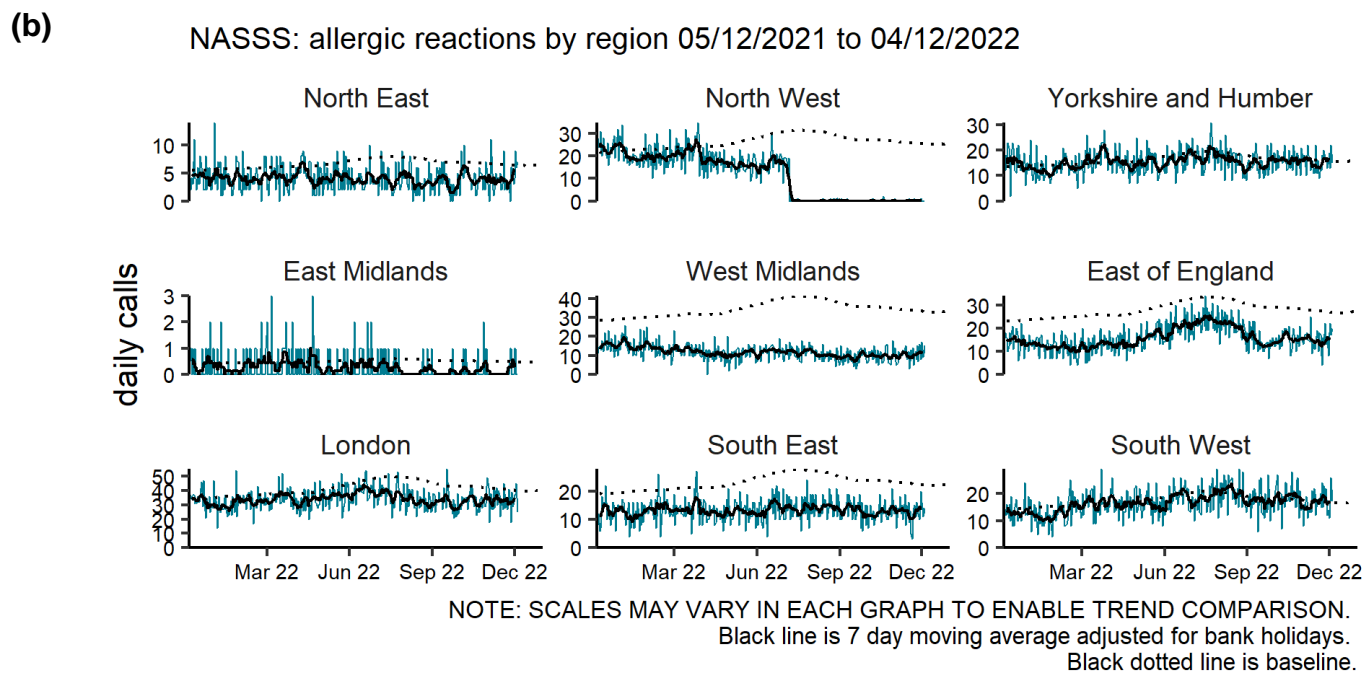 (b)
NASSS: allergic reactions by region 05/12/2021 to 04/12/2022
North East
North West
Yorkshire and Humber
10
5
0
30
20
10
0
30
20
10
0
daily calls
East Midlands
West Midlands
East of England
3
2
1
0
40
30
20
10
0
30
20
10
0
London
South East
South West
50
40
30
20
10
0
20
10
0
20
10
0
Mar 22 Jun 22 Sep 22 Dec 22
Mar 22 Jun 22 Sep 22 Dec 22
Mar 22 Jun 22 Sep 22 Dec 22
NOTE: SCALES MAY VARY IN EACH GRAPH TO ENABLE TREND COMPARISON.
Black line is 7 day moving average adjusted for bank holidays.
Black dotted line is baseline.